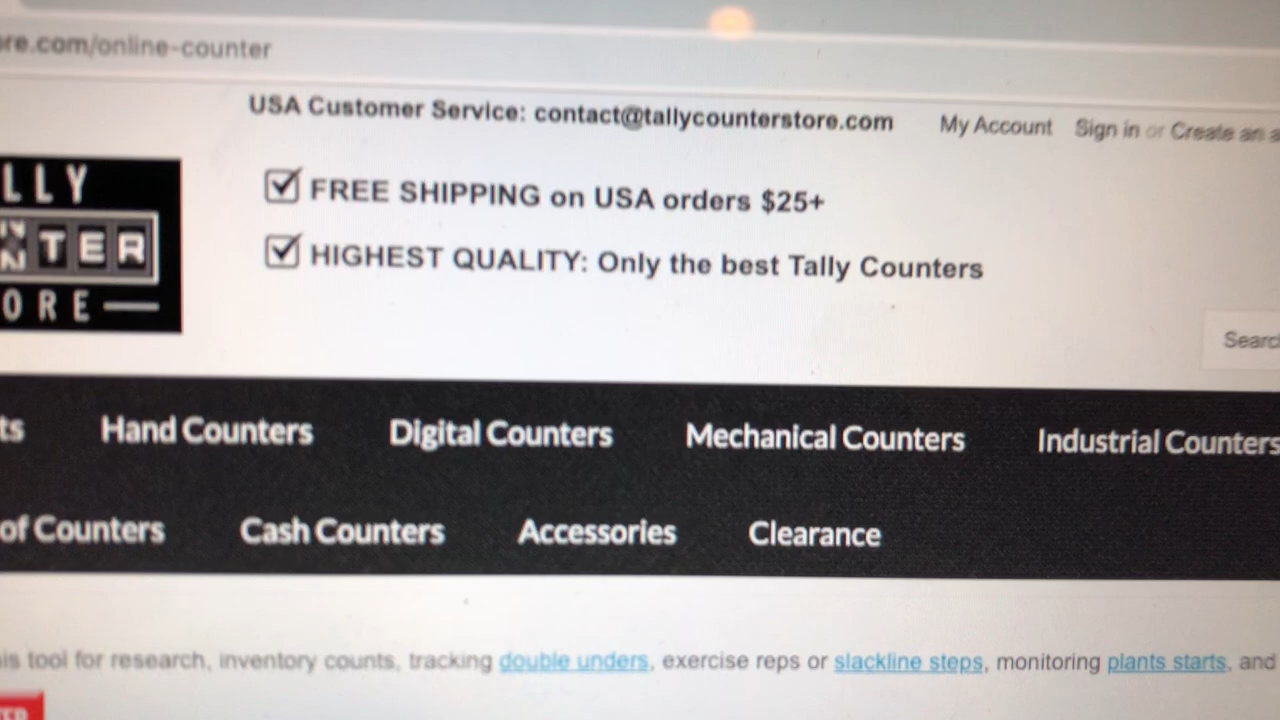 re.com/online-counter
USA Customer Service: contact@tallycounterstore.com
My Account Sign in or Create an a
FREE SHIPPING on USA orders $25+
HIGHEST QUALITY: Only the best Tally Counters
LLY
NTER
ORE
Searc
ts Hand Counters Digital Counters Mechanical Counters Industrial Counters
of Counters Cash Counters Accessories Clearance
is tool for research, inventory counts, tracking double unders, exercise reps or slackline steps, monitoring plants starts, and